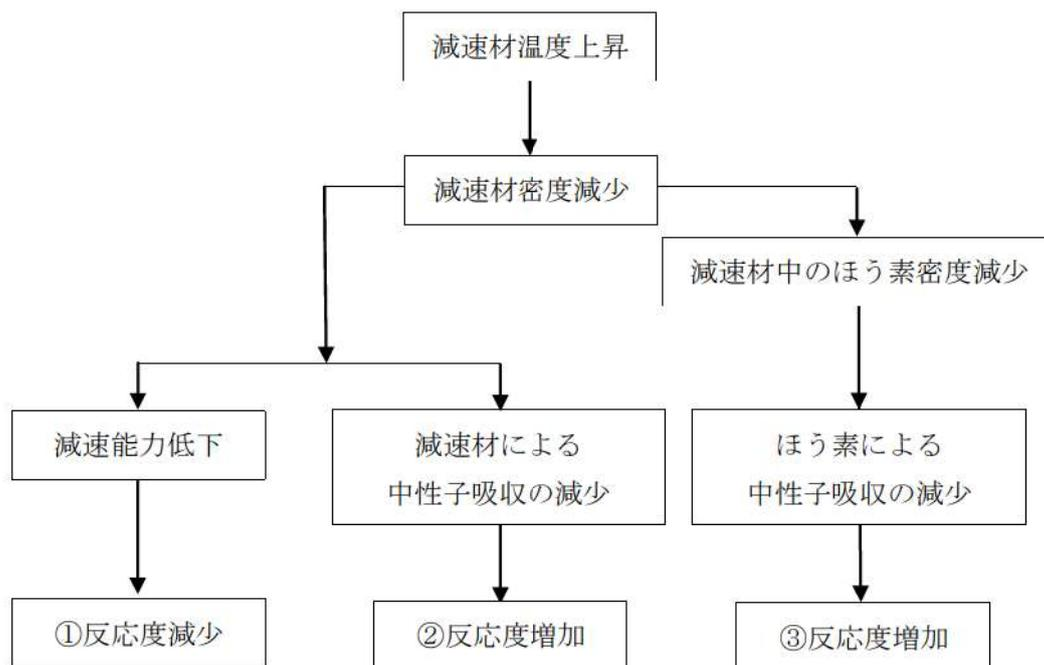 減速材温度上昇
減速材密度減少
減速材中のほう素密度減少
減速能力低下
減速材による
中性子吸収の減少
ほう素による
中性子吸収の減少
①反応度減少
②反応度増加
③反応度増加